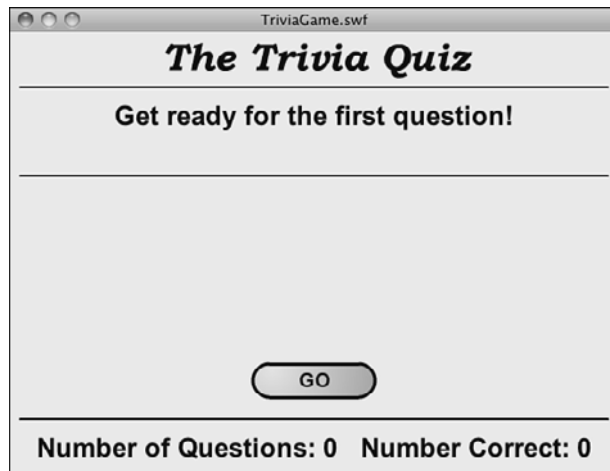 TriviaGame.swf
The Trivia Quiz
Get ready for the first question!
GO
Number of Questions: 0 Number Correct: 0